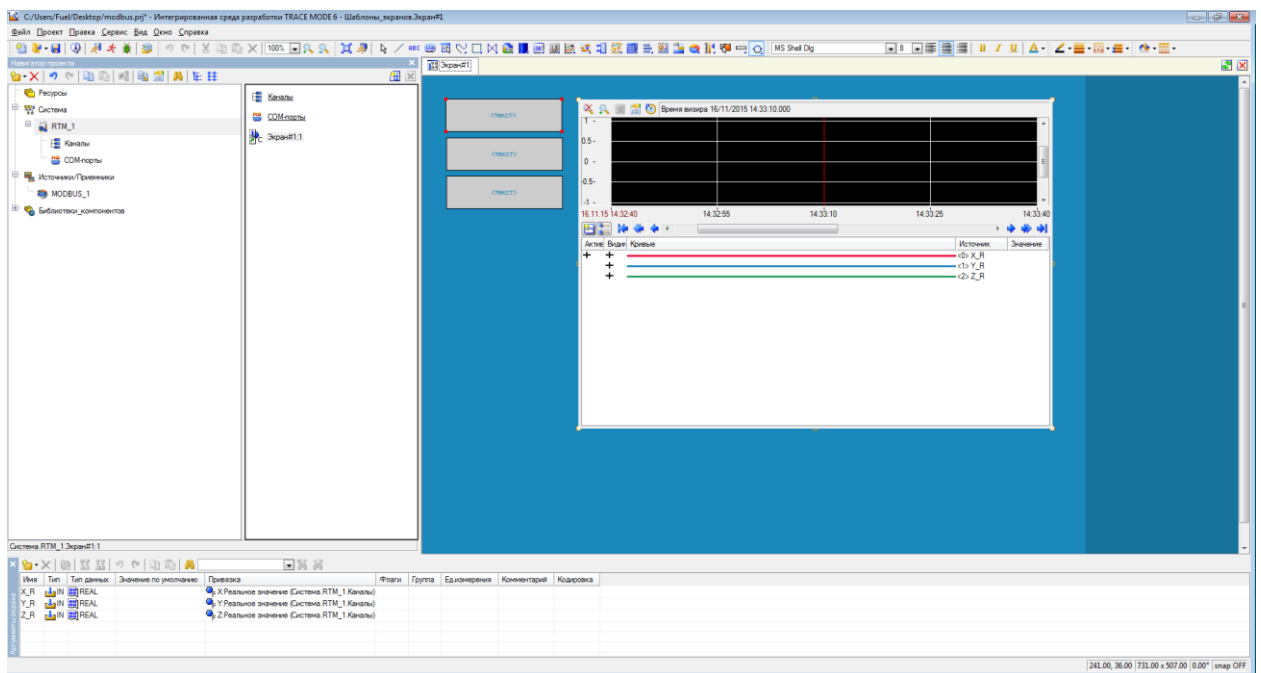 C:/Users/Fuel/Desktop/modbus.prj* - Интегрированная среда разработки TRACE MODE 6 - Шаблоны_экранов.Экран#1
Файл Проект Правка Сервис Вид Окно Справка
100%
ABC
MS Shell Dlg
8
Навигатор проекта
Ресурсы
Система
RTM_1
Каналы
COM-порты
Источники/Приемники
MODBUS_1
Библиотеки_компонентов
Каналы
COM-порты
Экран#1:1
Экран#1
<текст>
<текст>
<текст>
Время визира 16/11/2015 14:33:10.000
1 -
0.5-
0 -
-0.5-
-1 -
16.11.15 14:32:40 14:32:55 14:33:10 14:33:25 14:33:40
Актив Види Кривые Источник Значение
<0> X_R
<1> Y_R
<2> Z_R
Система.RTM_1.Экран#1:1
Имя Тип Тип данных Значение по умолчанию Привязка Флаги Группа Ед.измерения Комментарий Кодировка
X_R IN REAL X:Реальное значение (Система.RTM_1.Каналы)
Y_R IN REAL Y:Реальное значение (Система.RTM_1.Каналы)
Z_R IN REAL Z:Реальное значение (Система.RTM_1.Каналы)
241.00, 36.00 731.00 x 507.00 0.00° snap OFF